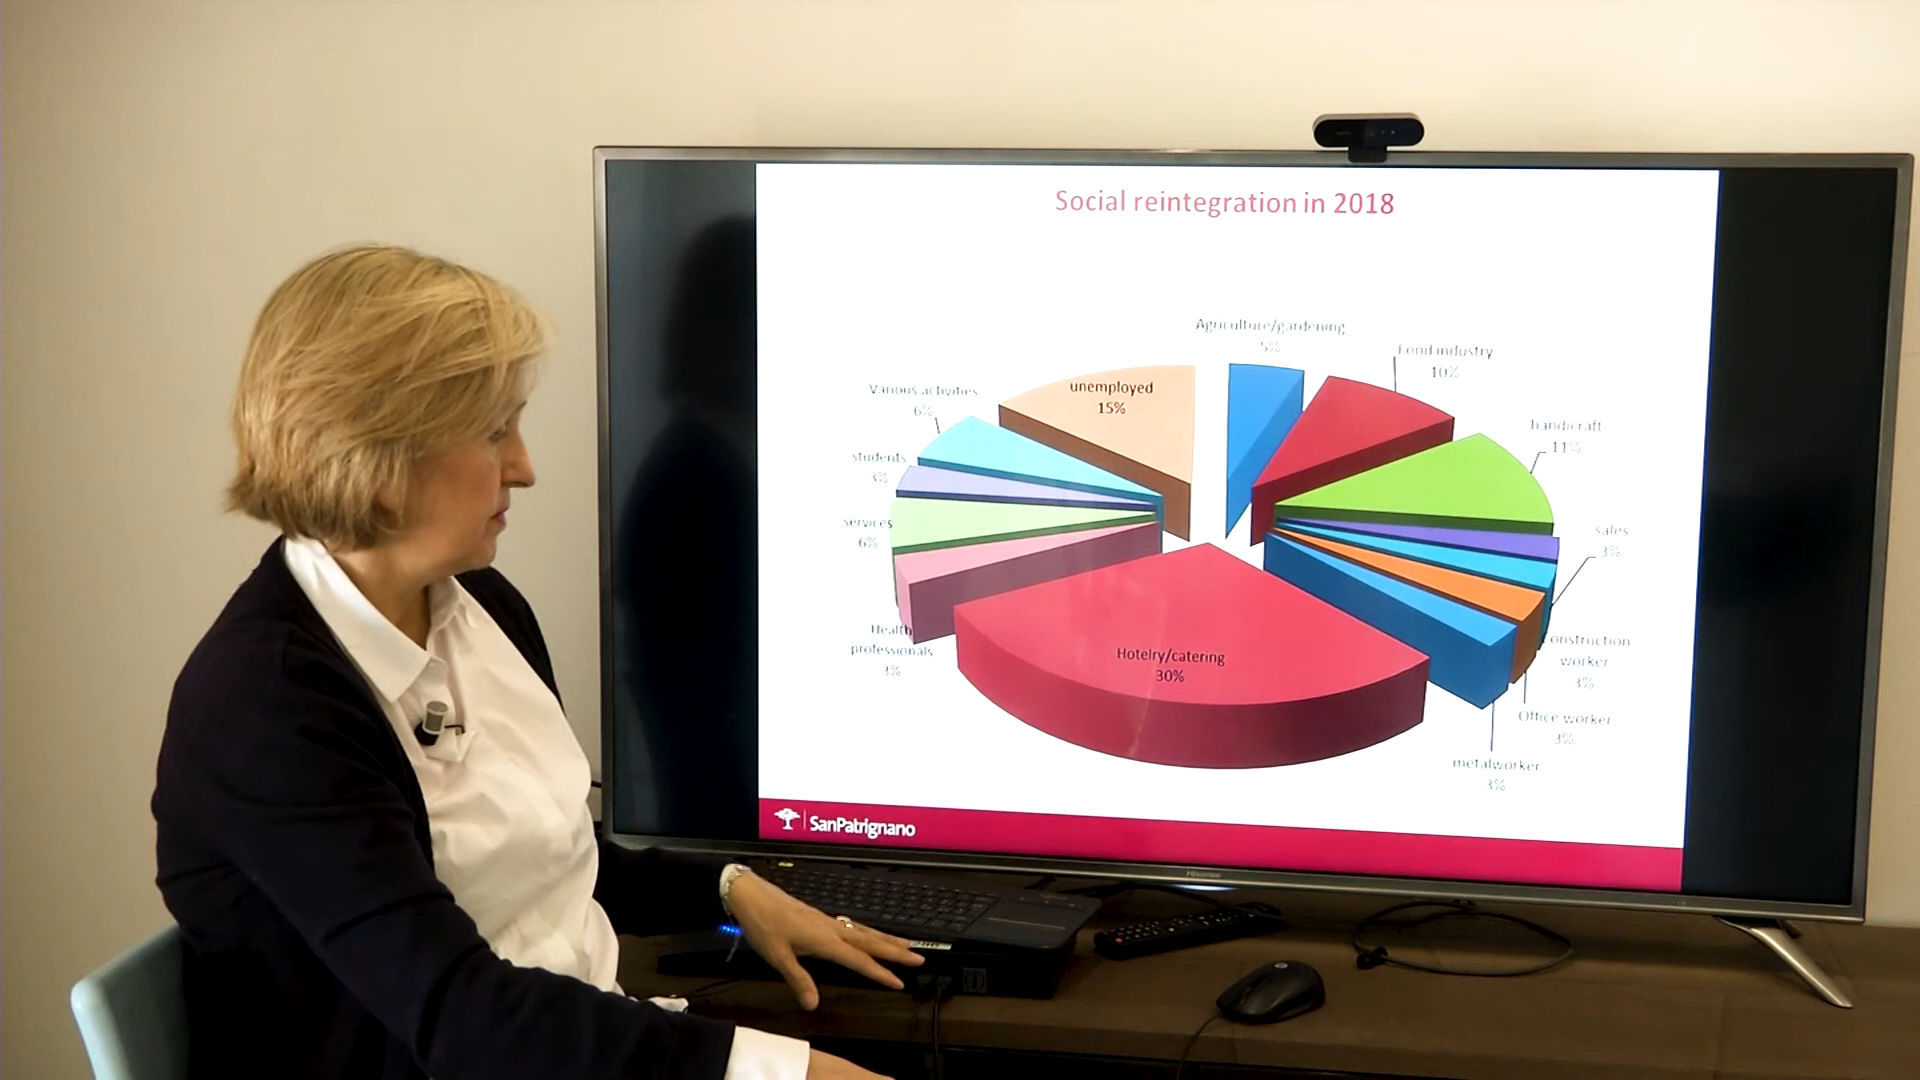 Social reintegration in 2018
Agriculture/gardening
5%
Food industry
10%
handicraft
11%
sales
3%
Construction
worker
3%
Office worker
3%
metalworker
3%
Hotelry/catering
30%
Health
professionals
3%
services
6%
students
3%
Various activities
6%
unemployed
15%
SanPatrignano
Hisense